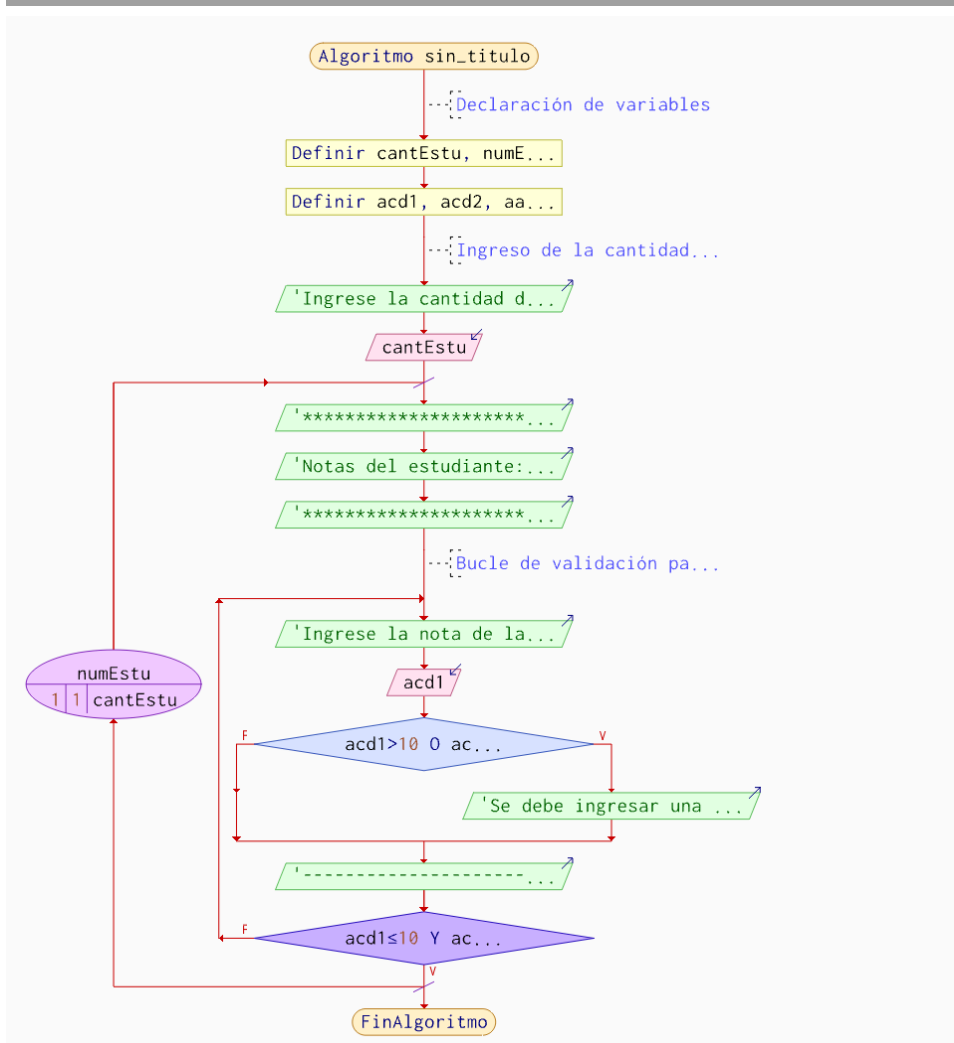 Algoritmo sin_titulo
Declaración de variables
Definir cantEstu, numE...
Definir acd1, acd2, aa...
Ingreso de la cantidad...
'Ingrese la cantidad d...
cantEstu
'*********************...
'Notas del estudiante:...
'*********************...
Bucle de validación pa...
'Ingrese la nota de la...
numEstu
1 1 cantEstu
acd1
F
acd1>10 O ac...
V
'Se debe ingresar una ...
'---------------------...
F
acd1≤10 Y ac...
V
FinAlgoritmo